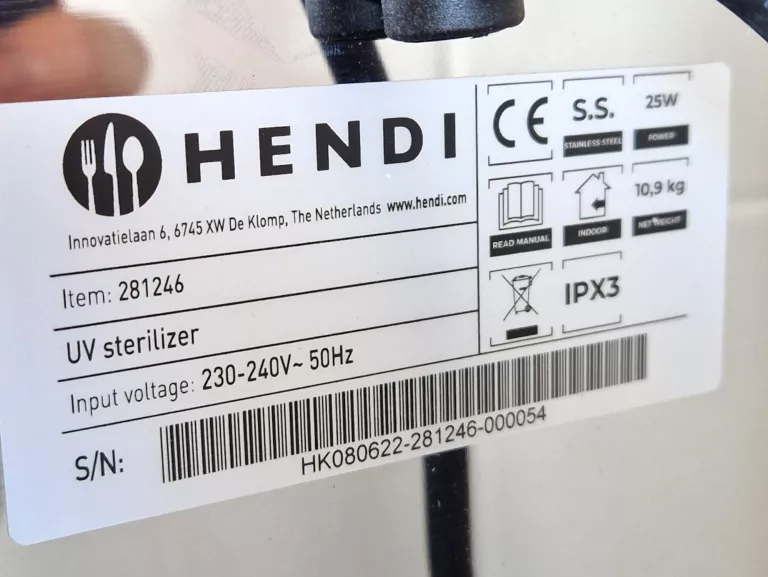 HENDI
Innovatielaan 6, 6745 XW De Klomp, The Netherlands www.hendi.com
Item: 281246
UV sterilizer
Input voltage: 230-240V~ 50Hz
S/N:
HK080622-281246-000054
CE
S.S.
STAINLESS STEEL
25W
POWER
READ MANUAL
INDOOR
10,9 kg
NET WEIGHT
IPX3